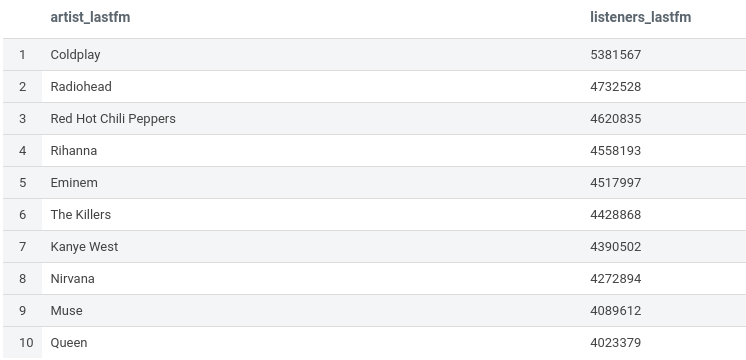 artist_lastfm listeners_lastfm
1 Coldplay 5381567
2 Radiohead 4732528
3 Red Hot Chili Peppers 4620835
4 Rihanna 4558193
5 Eminem 4517997
6 The Killers 4428868
7 Kanye West 4390502
8 Nirvana 4272894
9 Muse 4089612
10 Queen 4023379